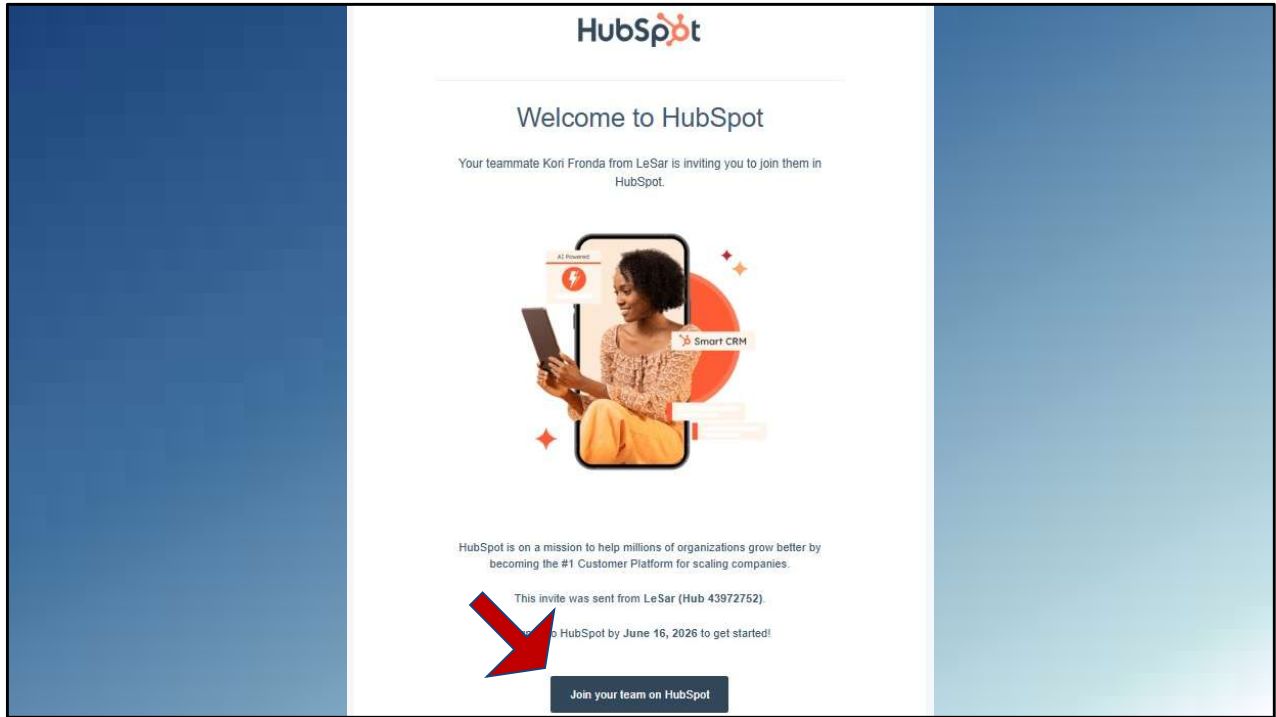 HubSpot
Welcome to HubSpot
Your teammate Kori Fronda from LeSar is inviting you to join them in
HubSpot.
AI Powered
Smart CRM
HubSpot is on a mission to help millions of organizations grow better by
becoming the #1 Customer Platform for scaling companies.
This invite was sent from LeSar (Hub 43972752).
HubSpot by June 16, 2026 to get started!
Join your team on HubSpot